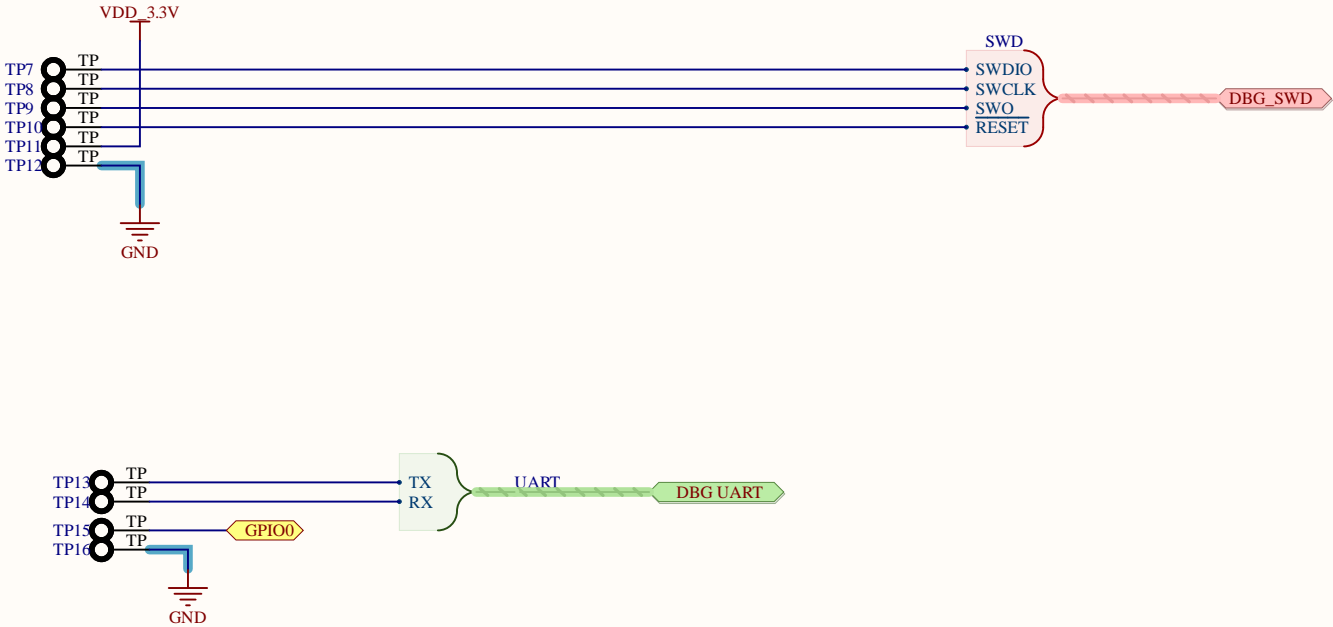 VDD_3.3V
SWD
TP7 TP SWDIO
TP8 TP SWCLK DBG_SWD
TP9 TP SWO
TP10 TP RESET
TP11 TP
TP12 TP
GND
TP13 TP TX UART
TP14 TP RX DBG UART
TP15 TP GPIO0
TP16 TP
GND